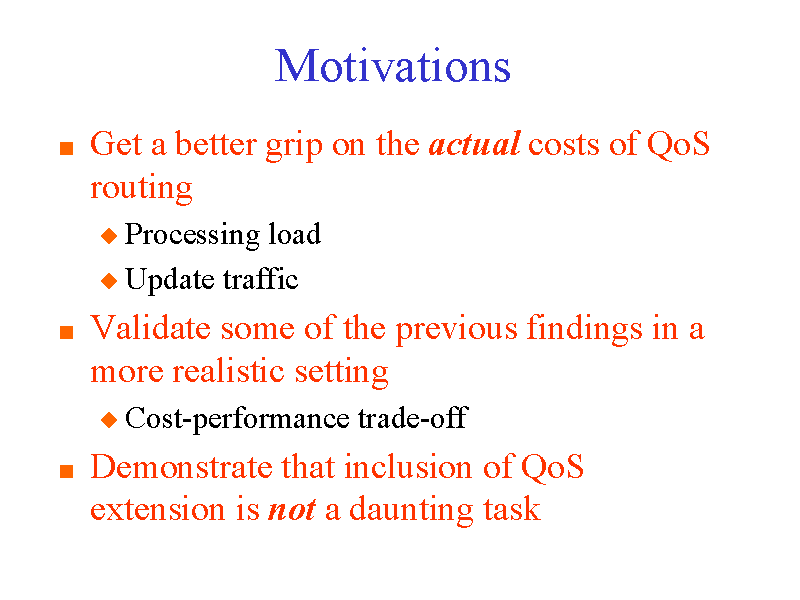 Motivations
Get a better grip on the actual costs of QoS
routing
Processing load
Update traffic
Validate some of the previous findings in a
more realistic setting
Cost-performance trade-off
Demonstrate that inclusion of QoS
extension is not a daunting task